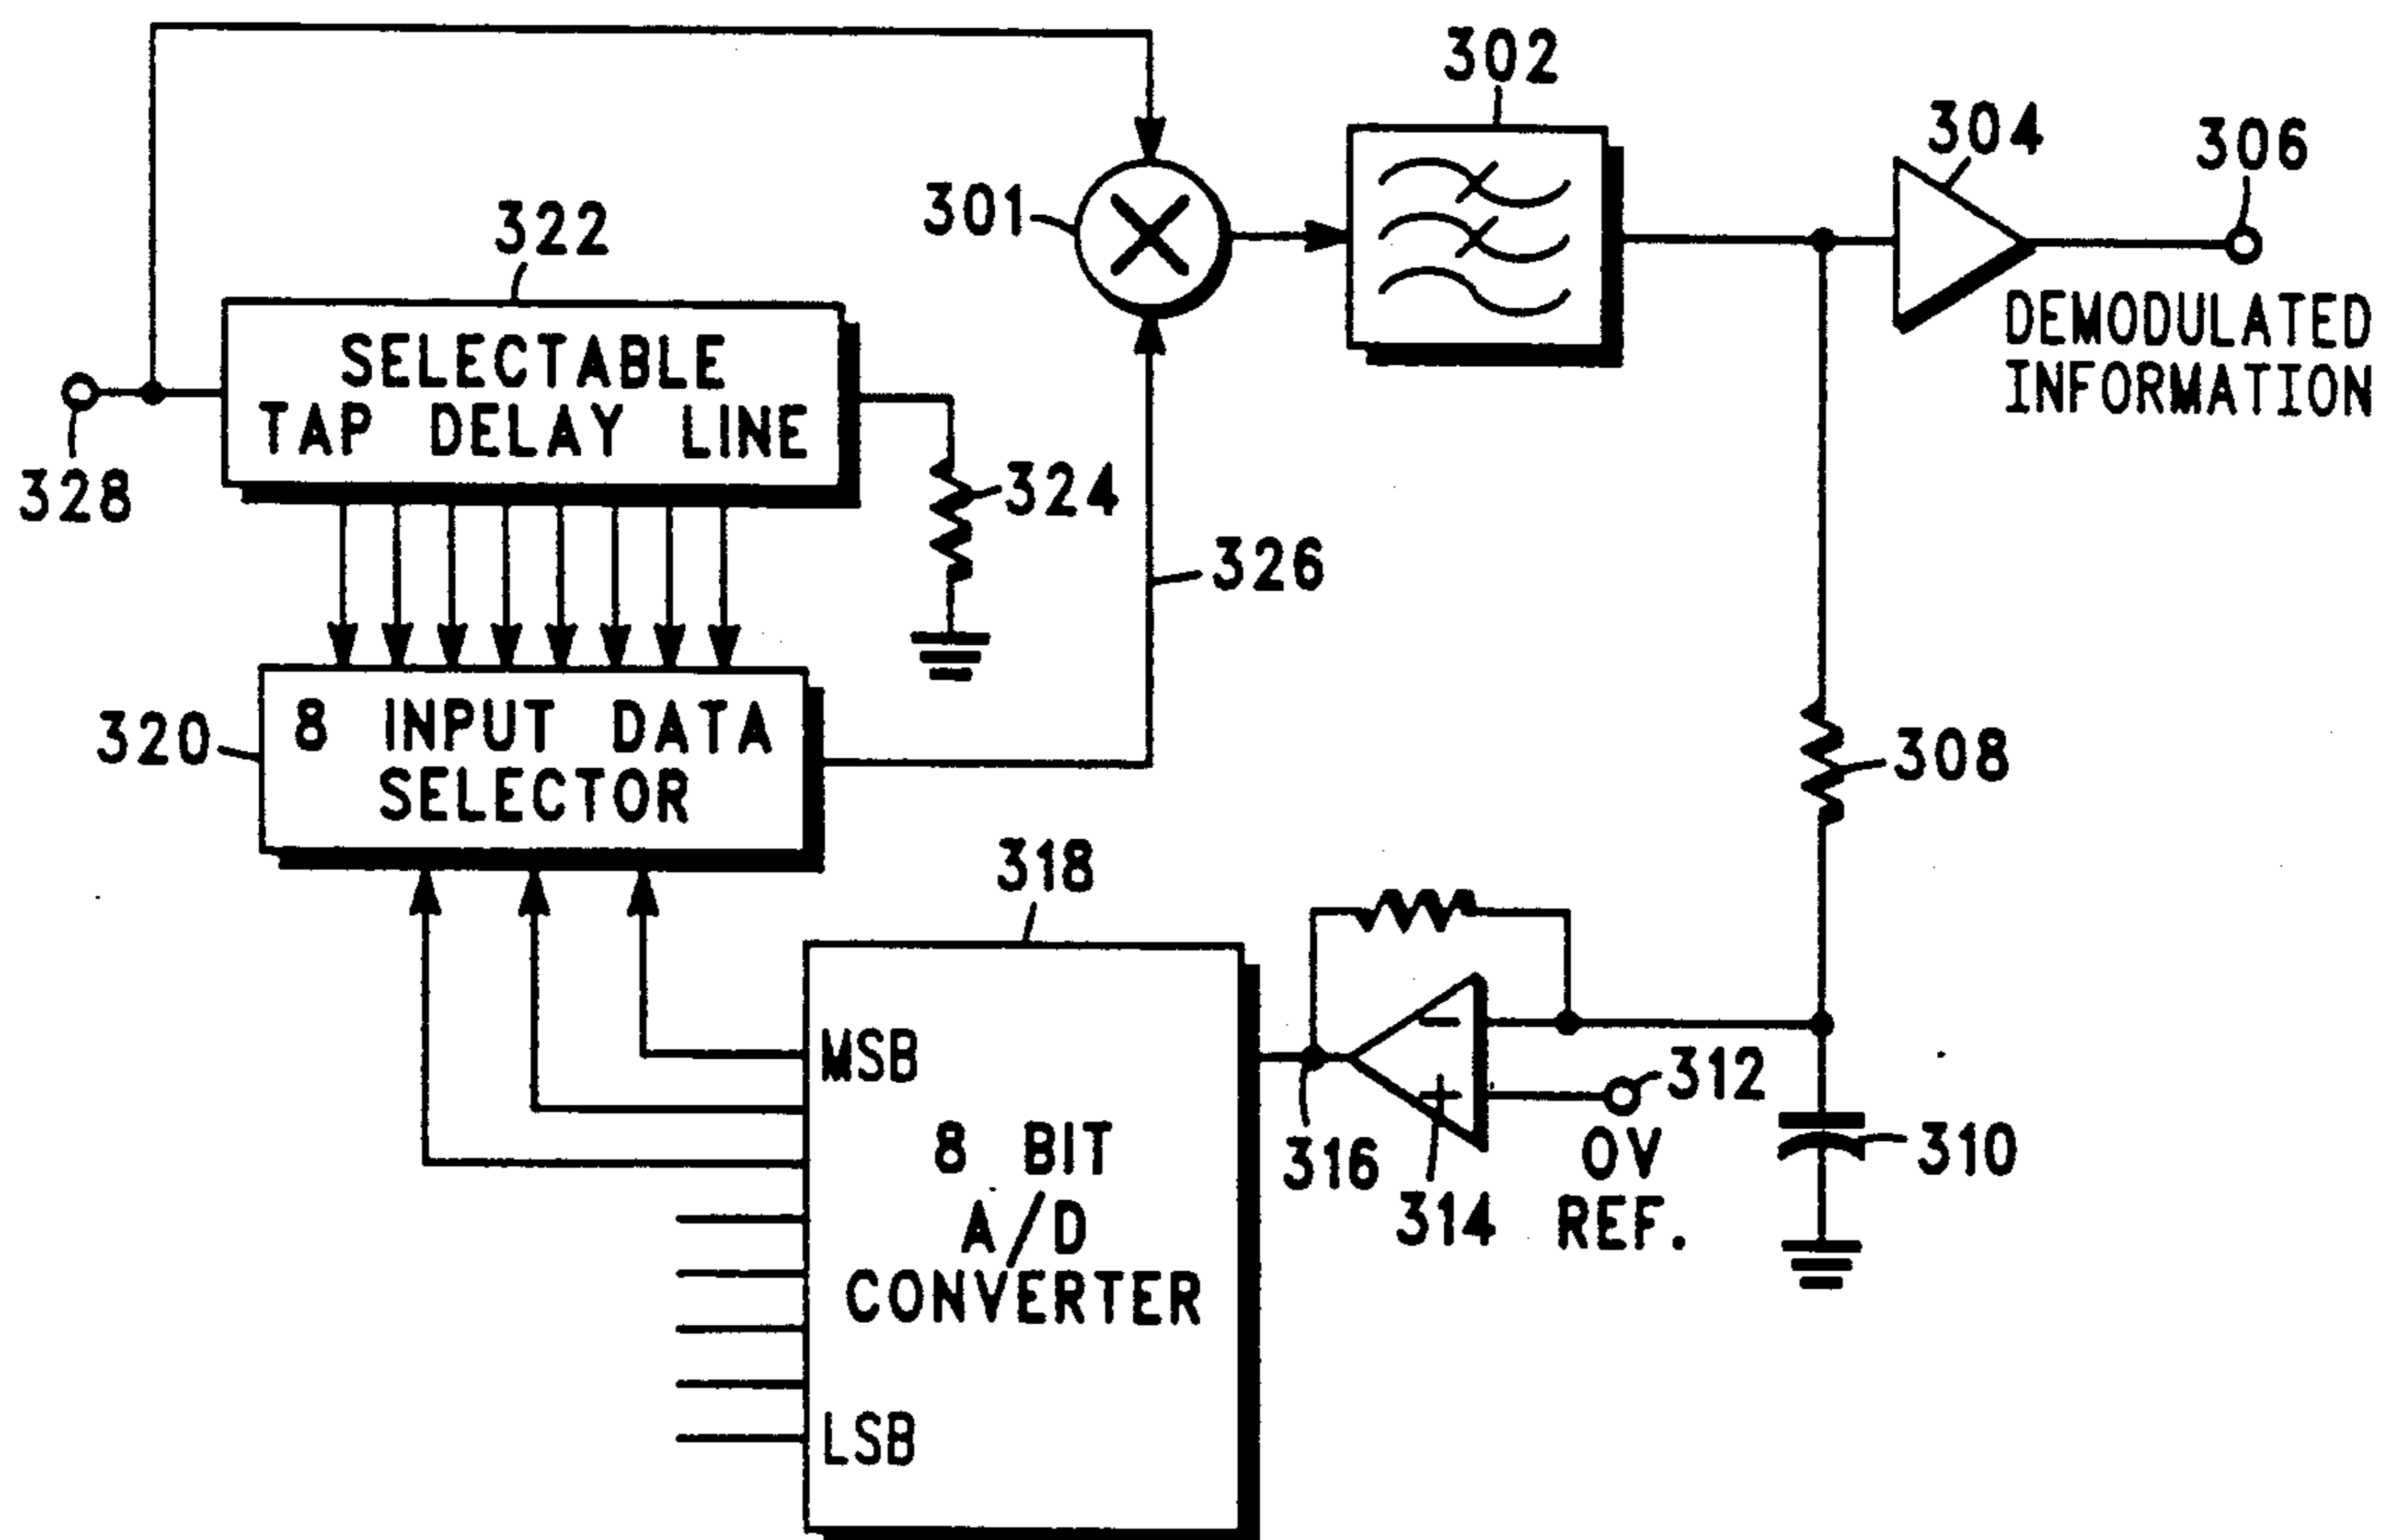 302
304
306
301
322
DEMODULATED
INFORMATION
SELECTABLE
TAP DELAY LINE
328
324
326
320
8 INPUT DATA
SELECTOR
308
318
MSB
312
8 BIT
A/D
CONVERTER
316
314
0V
REF.
310
LSB